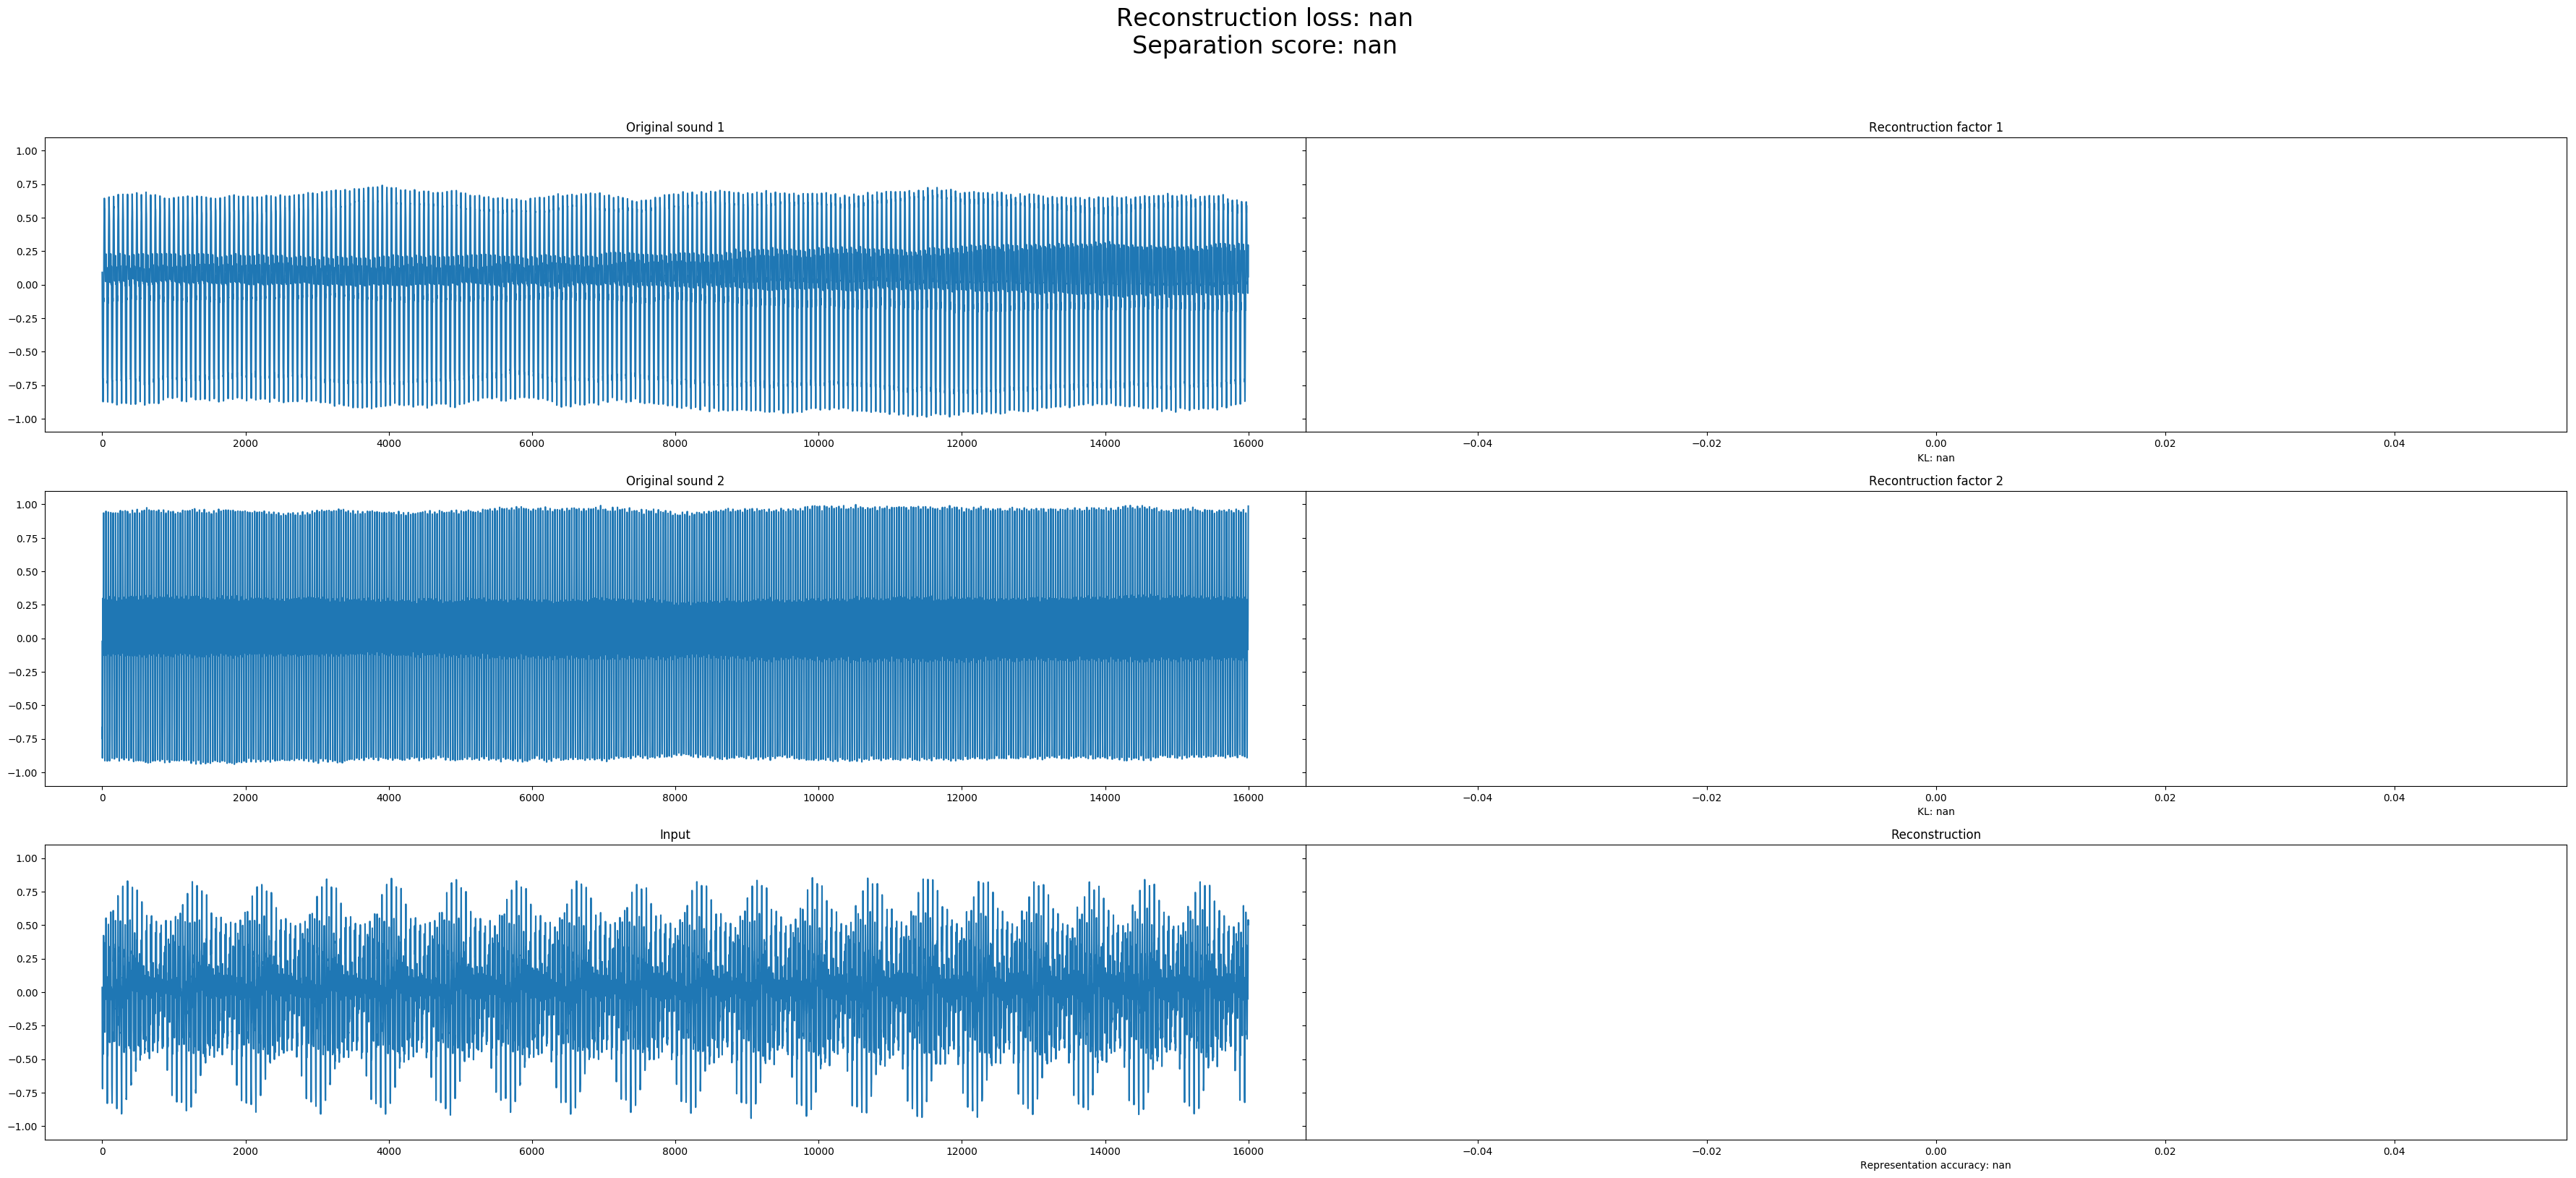 Reconstruction loss: nan
Separation score: nan
Original sound 1
Recontruction factor 1
1.00
0.75
0.50
0.25
0.00
−0.25
−0.50
−0.75
−1.00
0 2000 4000 6000 8000 10000 12000 14000 16000
−0.04 −0.02 0.00 0.02 0.04
KL: nan
Original sound 2
Recontruction factor 2
1.00
0.75
0.50
0.25
0.00
−0.25
−0.50
−0.75
−1.00
0 2000 4000 6000 8000 10000 12000 14000 16000
−0.04 −0.02 0.00 0.02 0.04
KL: nan
Input
Reconstruction
1.00
0.75
0.50
0.25
0.00
−0.25
−0.50
−0.75
−1.00
0 2000 4000 6000 8000 10000 12000 14000 16000
−0.04 −0.02 0.00 0.02 0.04
Representation accuracy: nan